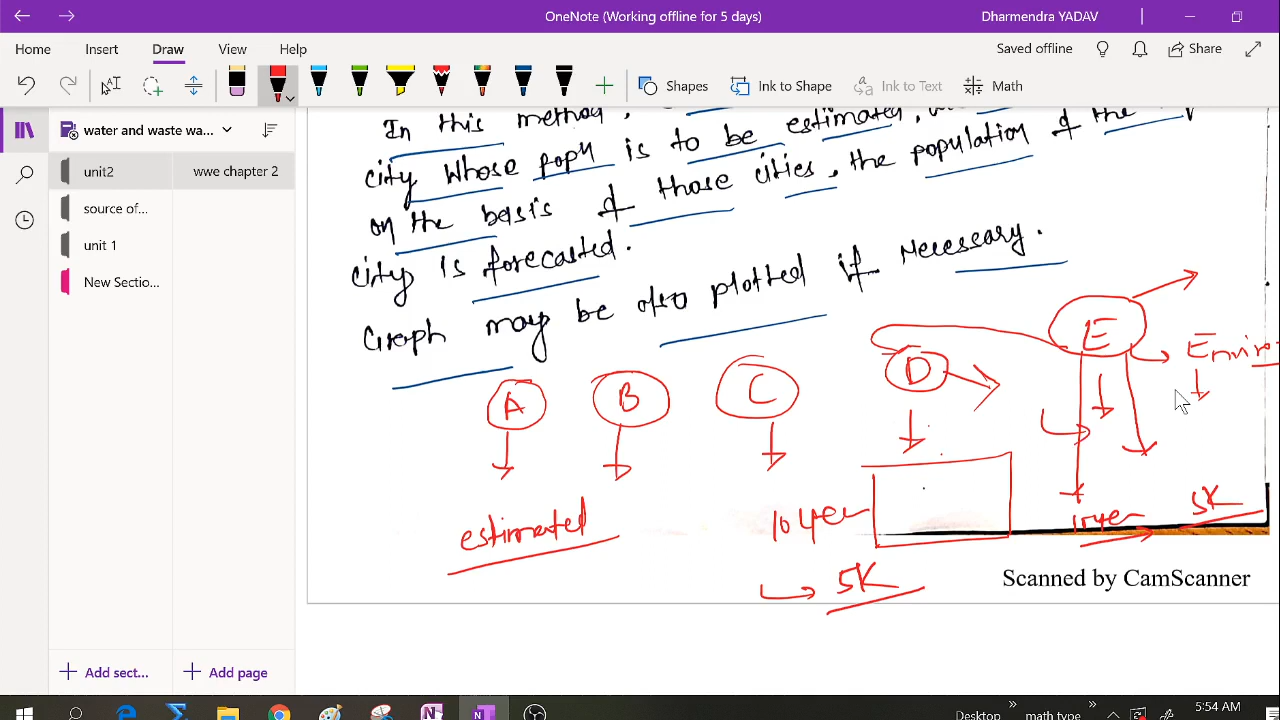 OneNote (Working offline for 5 days)
Dharmendra YADAV
Home Insert Draw View Help
Saved offline
Share
Shapes
Ink to Shape
Ink to Text
Math
water and waste wa...
unit2
wwe chapter 2
source of...
unit 1
New Sectio...
In this method,
city whose popn is to be estimated,
on the basis of those cities, the population of the
city is forecasted.
Graph may be also plotted if necessary.
A B C D E
Enviro
estimated
10 year
5K
10 year
5K
Scanned by CamScanner
Add sect...
Add page
Desktop
math type
5:54 AM